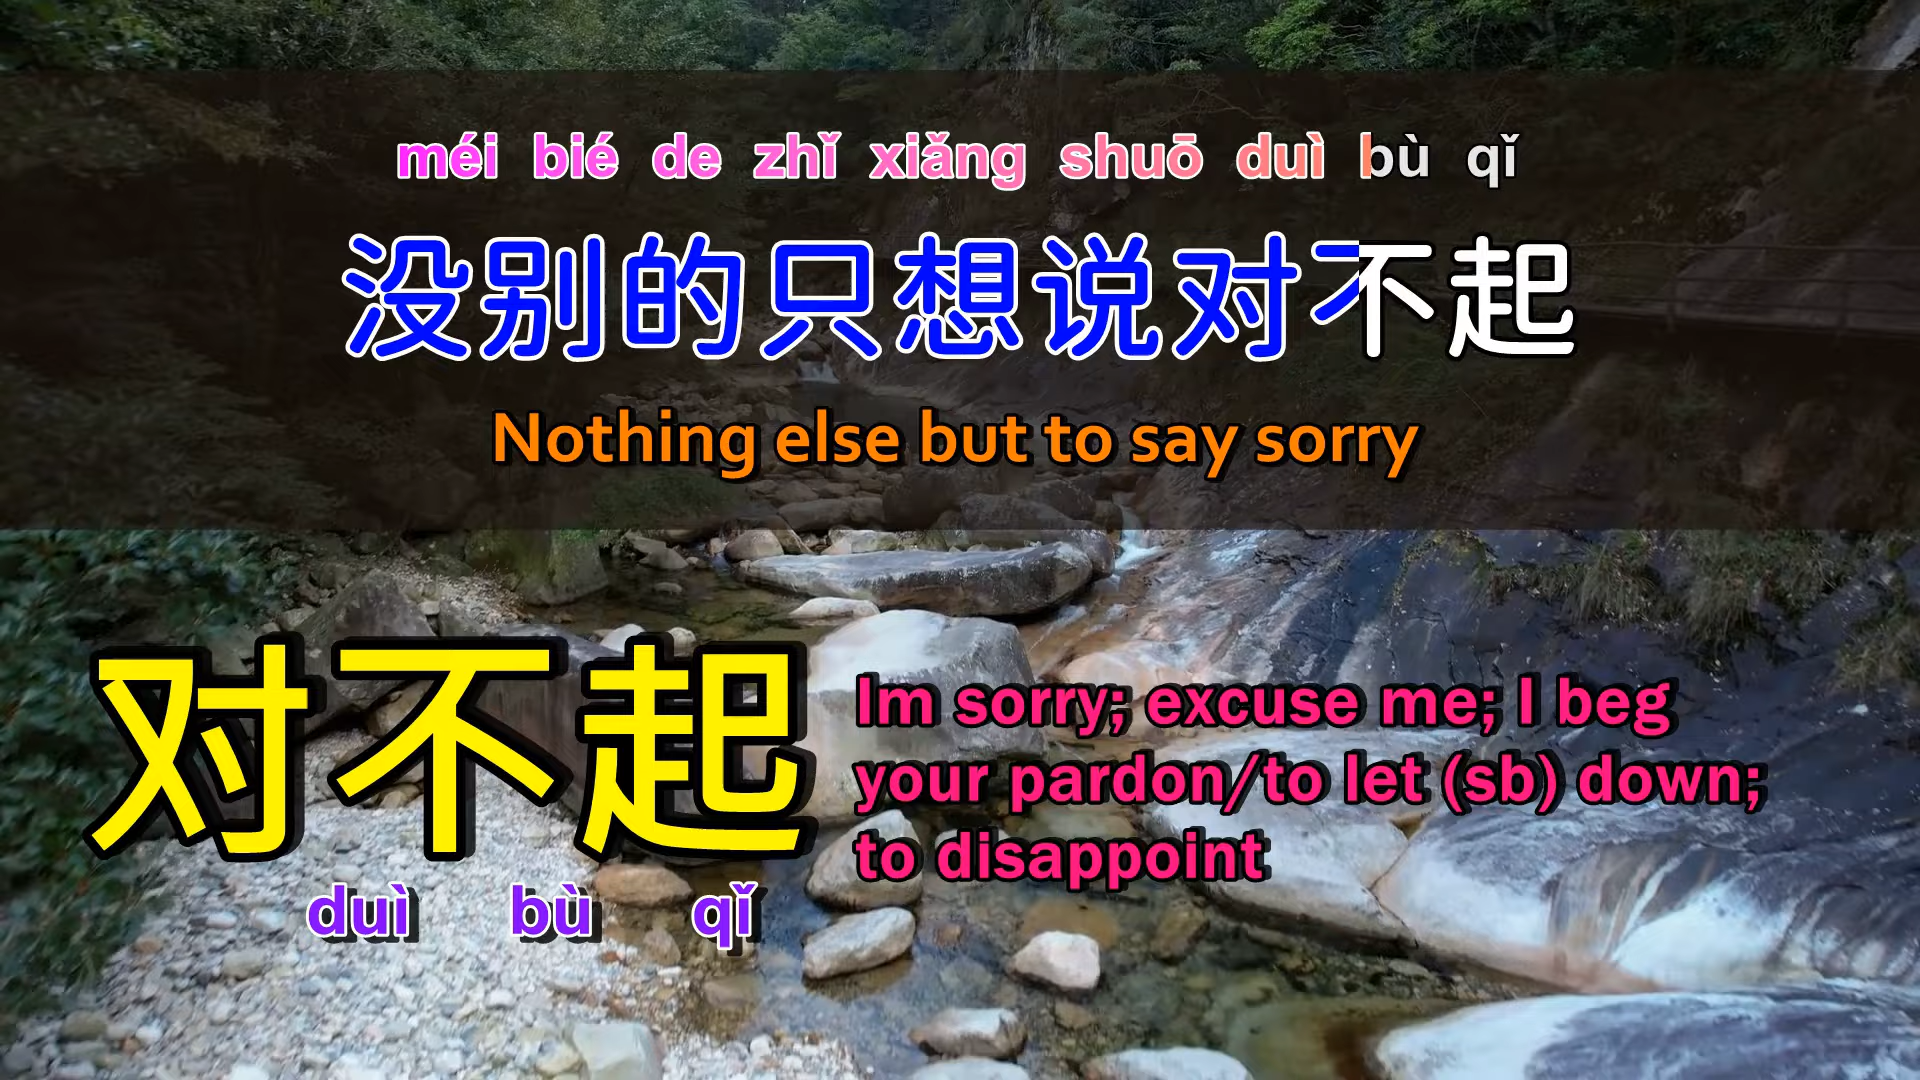 méi bié de zhǐ xiǎng shuō duì bù qǐ
没别的只想说对不起
Nothing else but to say sorry
对不起
duì bù qǐ
Im sorry; excuse me; I beg
your pardon/to let (sb) down;
to disappoint